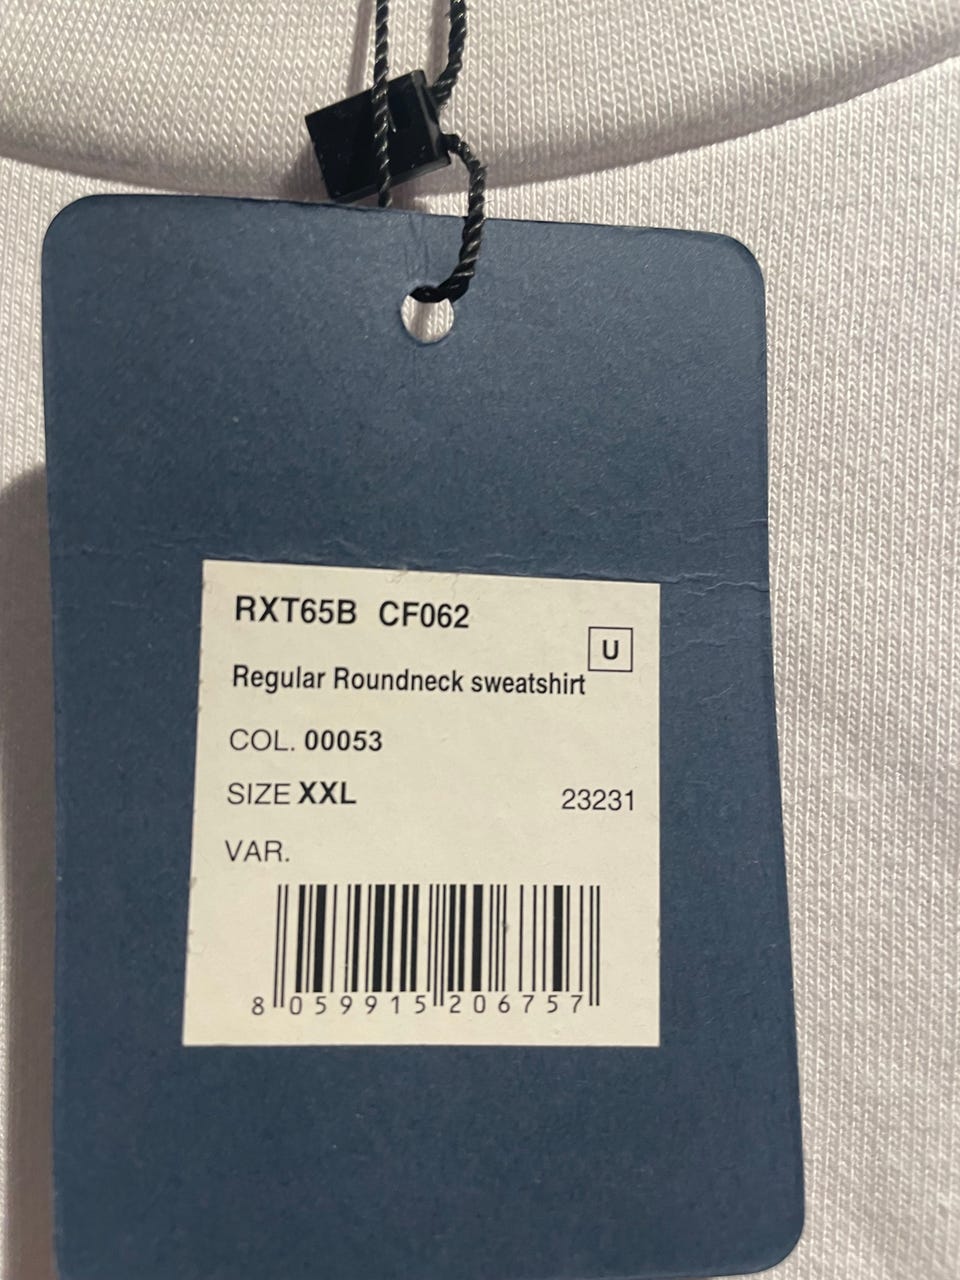 RXT65B CF062
U
Regular Roundneck sweatshirt
COL. 00053
SIZE XXL 23231
VAR.
8 059915 206757